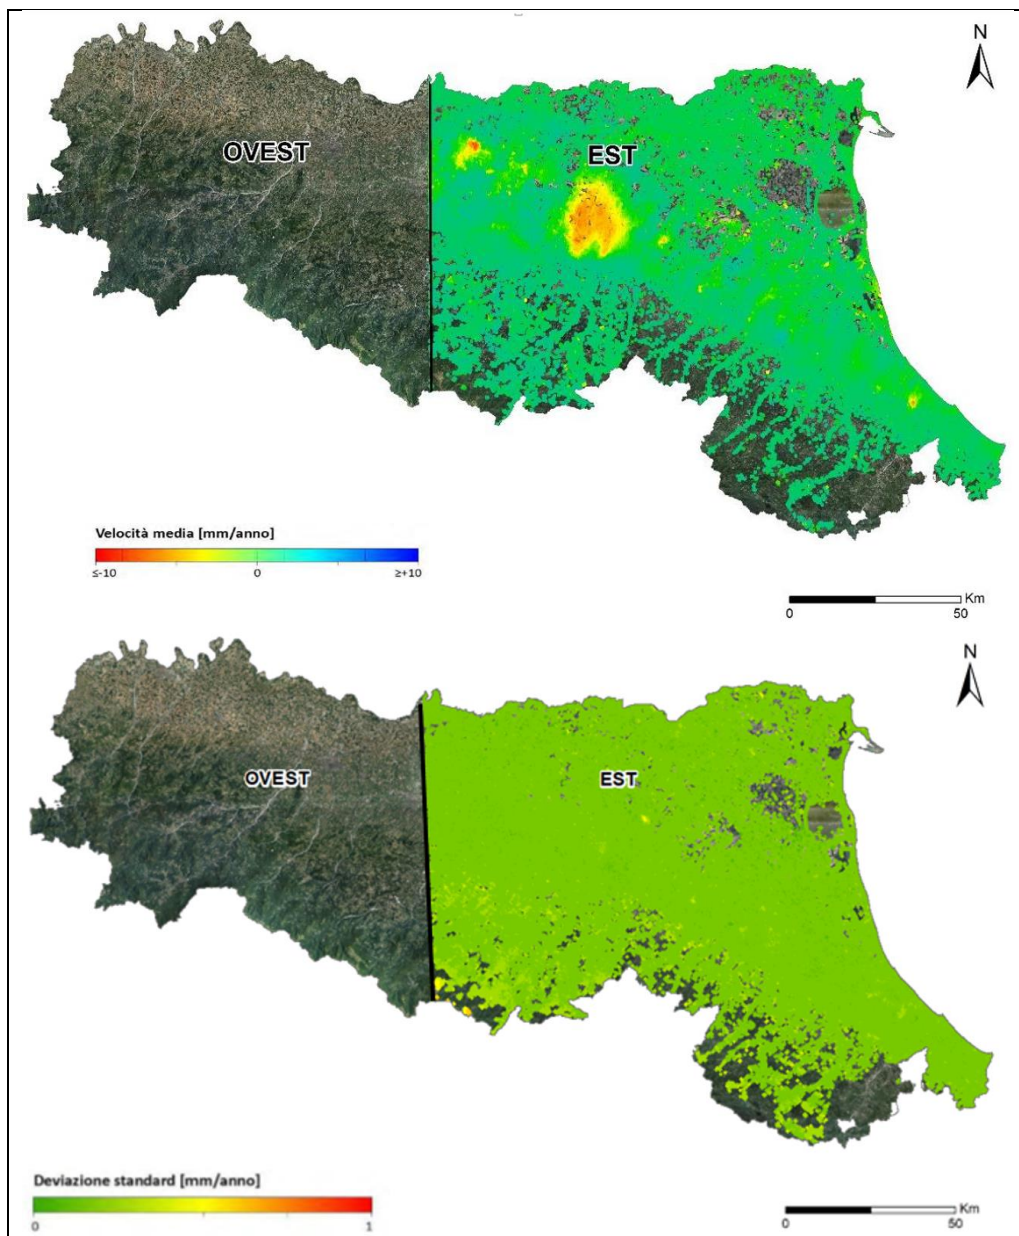 N
OVEST
EST
Velocità media [mm/anno]
≤-10
0
≥+10
Km
0
50
N
OVEST
EST
Deviazione standard [mm/anno]
0
1
Km
0
50